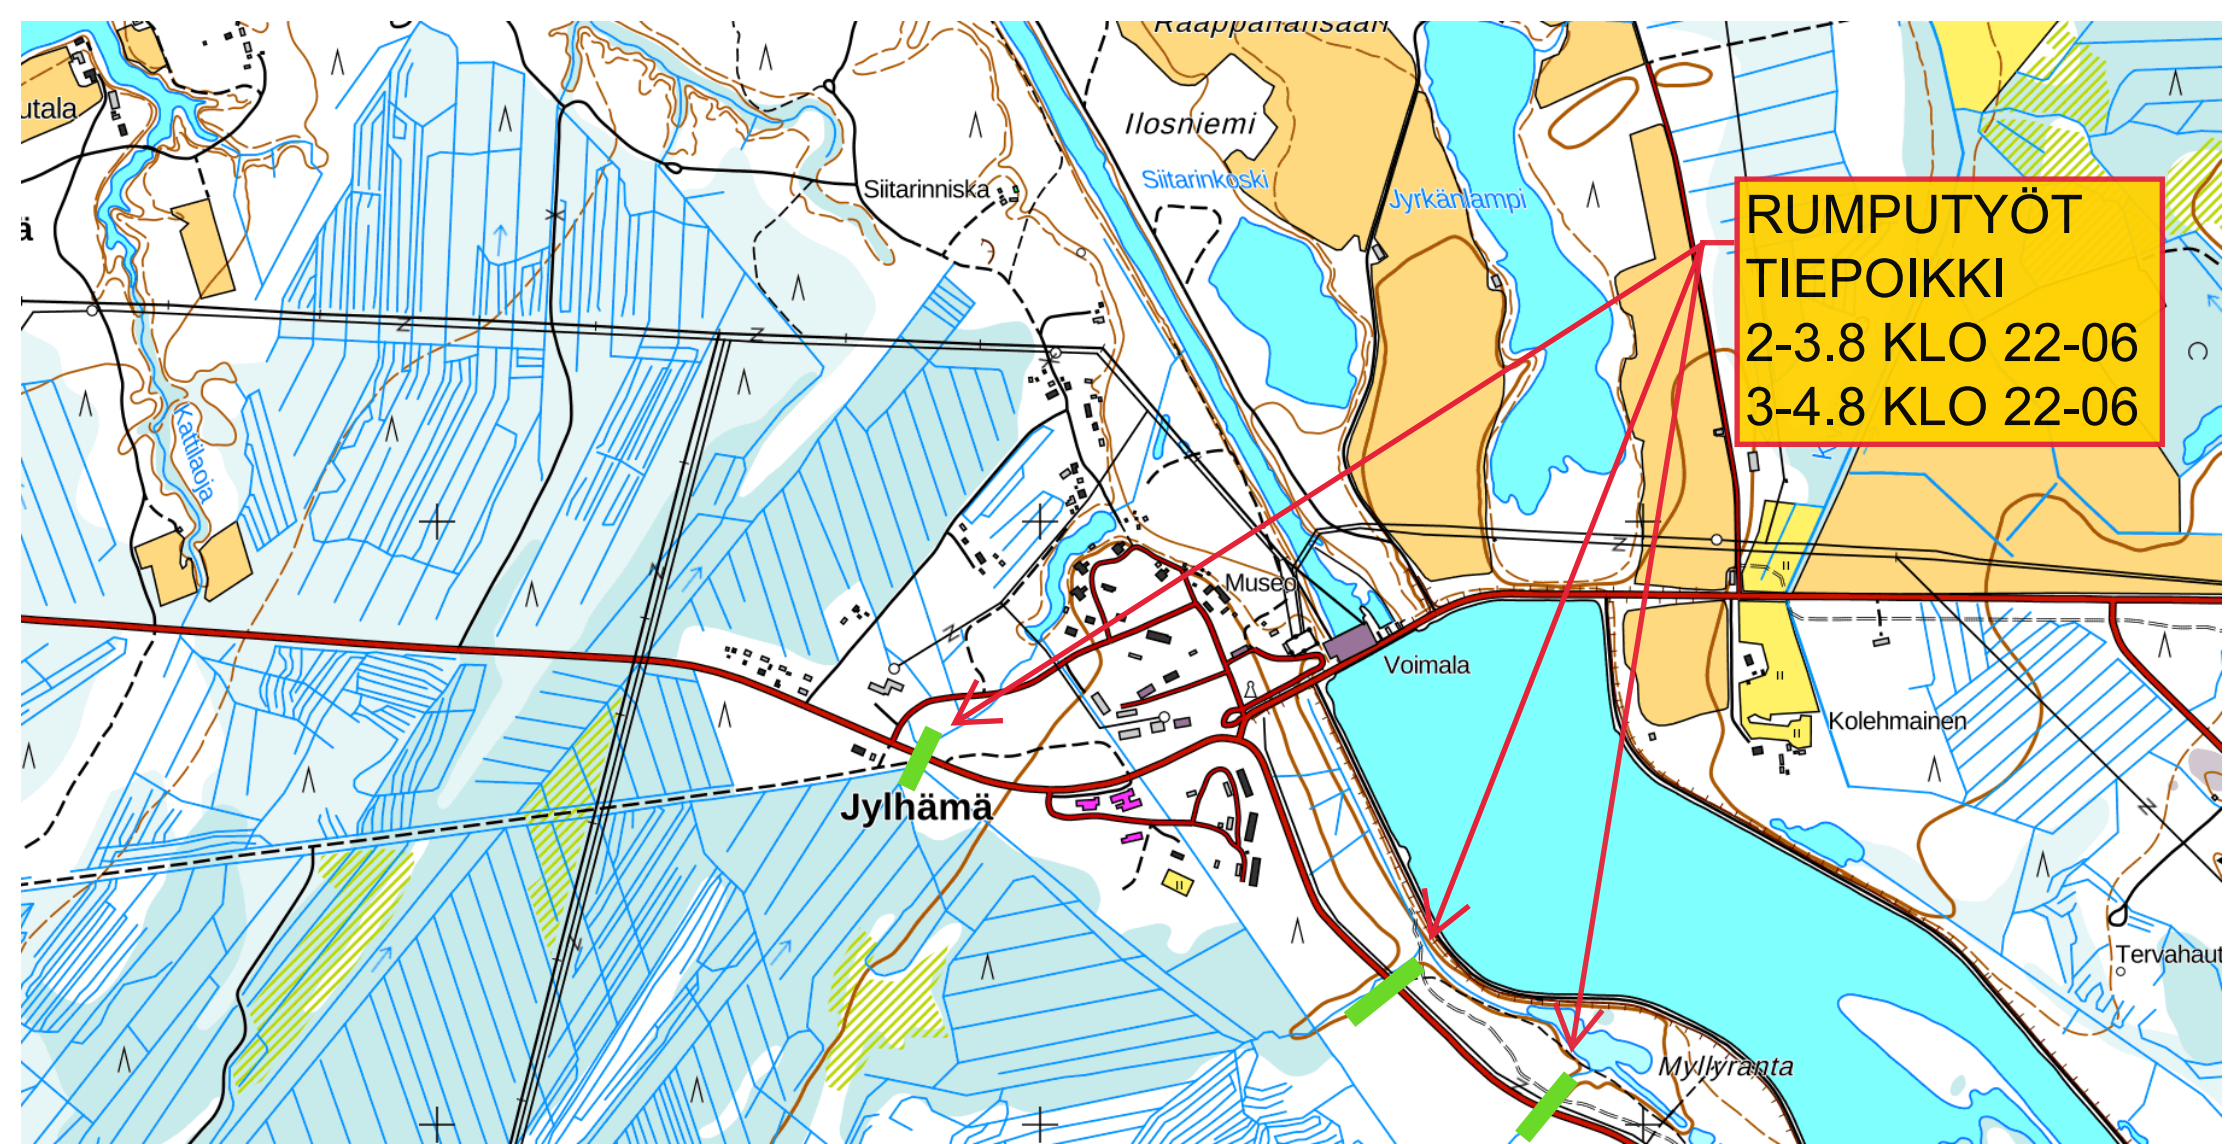 Raappanansaari
utala
Ilosniemi
Siitarinkoski
Siitarinniska
Jyrkänlampi
ä
RUMPUTYÖT
TIEPOIKKI
2-3.8 KLO 22-06
3-4.8 KLO 22-06
Kattilaoja
Museo
Voimala
Kolehmainen
Jylhämä
Tervahaut
Myllyranta